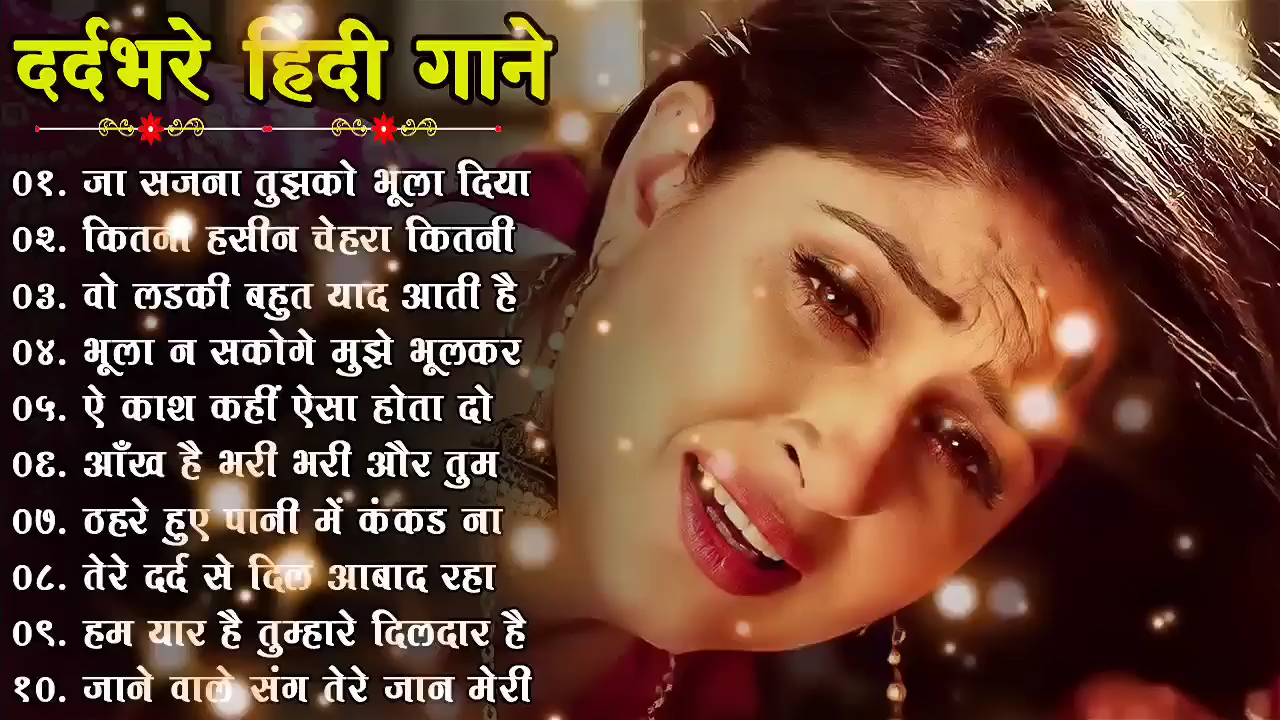 दर्दभरे हिंदी गाने
०१. जा सजना तुझको भूला दिया
०२. कितना हसीन चेहरा कितनी
०३. वो लडकी बहुत याद आती है
०४. भूला न सकोगे मुझे भूलकर
०५. ऐ काश कहीं ऐसा होता दो
०६. आँख है भरी भरी और तुम
०७. ठहरे हुए पानी में कंकड ना
०८. तेरे दर्द से दिल आबाद रहा
०९. हम यार है तुम्हारे दिलदार है
१०. जाने वाले संग तेरे जान मेरी